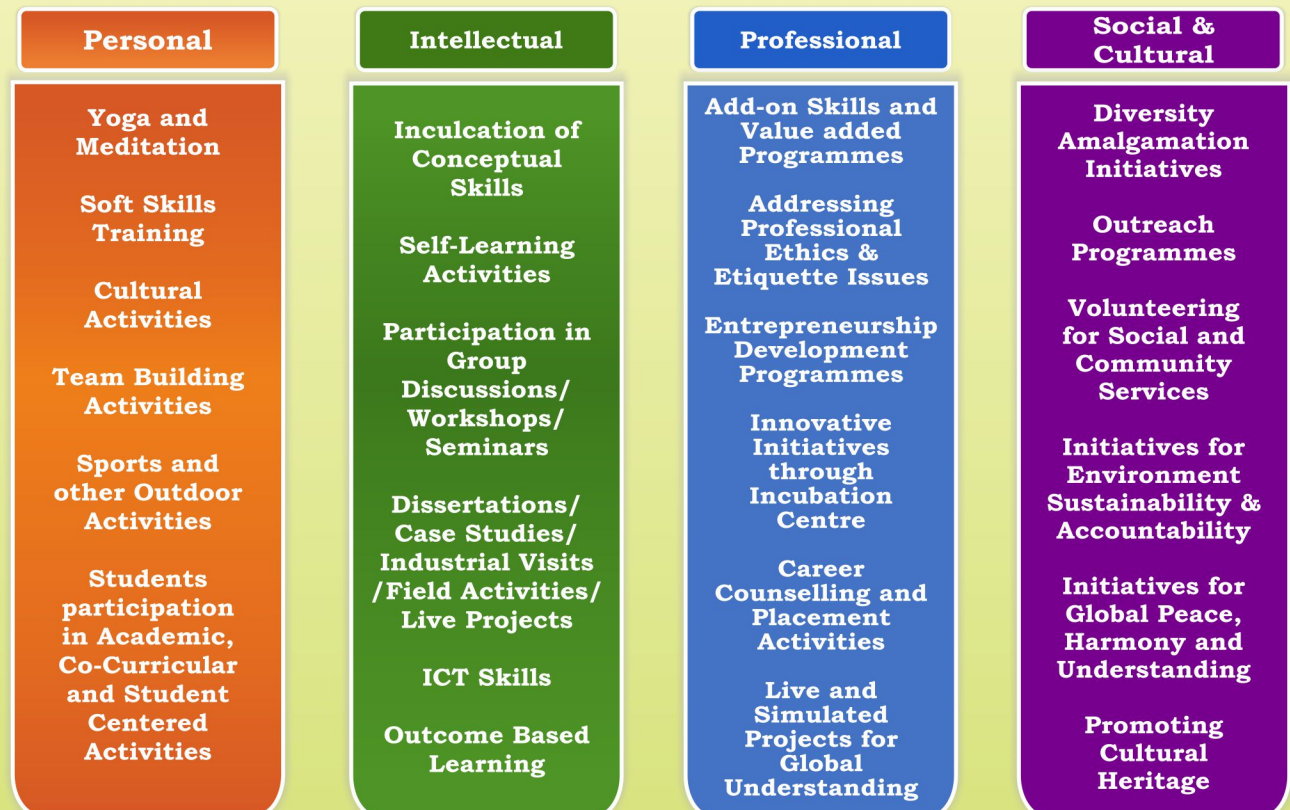 Personal
Yoga and
Meditation
Soft Skills
Training
Cultural
Activities
Team Building
Activities
Sports and
other Outdoor
Activities
Students
participation
in Academic,
Co-Curricular
and Student
Centered
Activities
Intellectual
Inculcation of
Conceptual
Skills
Self-Learning
Activities
Participation in
Group
Discussions/
Workshops/
Seminars
Dissertations/
Case Studies/
Industrial Visits
/Field Activities/
Live Projects
ICT Skills
Outcome Based
Learning
Professional
Add-on Skills and
Value added
Programmes
Addressing
Professional
Ethics &
Etiquette Issues
Entrepreneurship
Development
Programmes
Innovative
Initiatives
through
Incubation
Centre
Career
Counselling and
Placement
Activities
Live and
Simulated
Projects for
Global
Understanding
Social &
Cultural
Diversity
Amalgamation
Initiatives
Outreach
Programmes
Volunteering
for Social and
Community
Services
Initiatives for
Environment
Sustainability &
Accountability
Initiatives for
Global Peace,
Harmony and
Understanding
Promoting
Cultural
Heritage